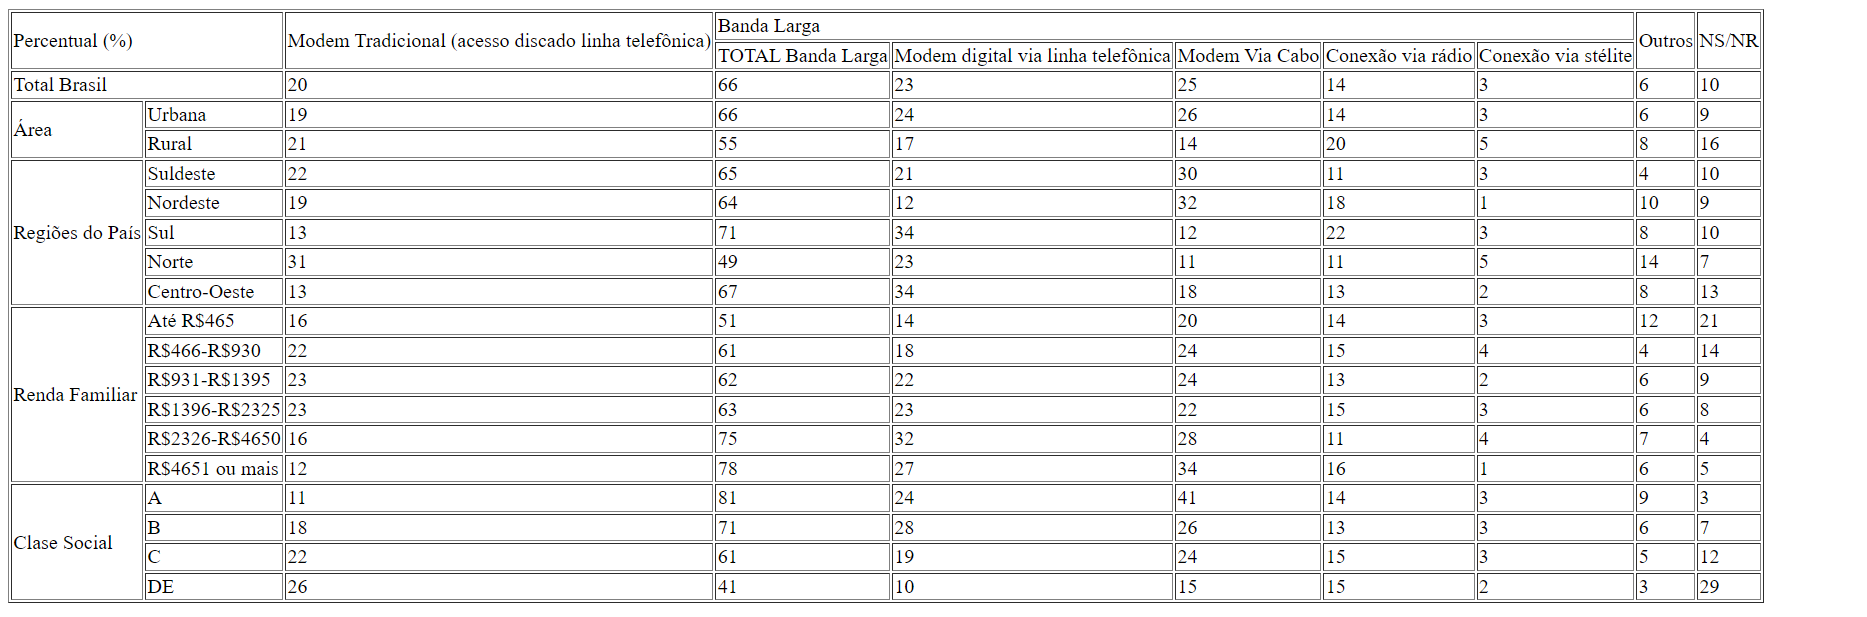 Percentual (%) Modem Tradicional (acesso discado linha telefônica) Banda Larga Outros NS/NR
TOTAL Banda Larga Modem digital via linha telefônica Modem Via Cabo Conexão via rádio Conexão via stélite
Total Brasil 20 66 23 25 14 3 6 10
Área Urbana 19 66 24 26 14 3 6 9
Rural 21 55 17 14 20 5 8 16
Regiões do País Suldeste 22 65 21 30 11 3 4 10
Nordeste 19 64 12 32 18 1 10 9
Sul 13 71 34 12 22 3 8 10
Norte 31 49 23 11 11 5 14 7
Centro-Oeste 13 67 34 18 13 2 8 13
Renda Familiar Até R$465 16 51 14 20 14 3 12 21
R$466-R$930 22 61 18 24 15 4 4 14
R$931-R$1395 23 62 22 24 13 2 6 9
R$1396-R$2325 23 63 23 22 15 3 6 8
R$2326-R$4650 16 75 32 28 11 4 7 4
R$4651 ou mais 12 78 27 34 16 1 6 5
Clase Social A 11 81 24 41 14 3 9 3
B 18 71 28 26 13 3 6 7
C 22 61 19 24 15 3 5 12
DE 26 41 10 15 15 2 3 29